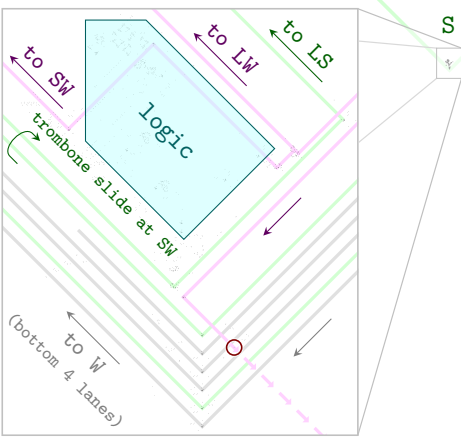 to SW
to LW
to LS
S
logic
trombone slide at SW
to W
(bottom 4 lanes)